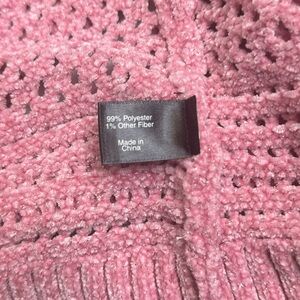 99% Polyester
1% Other Fiber
Made in
China